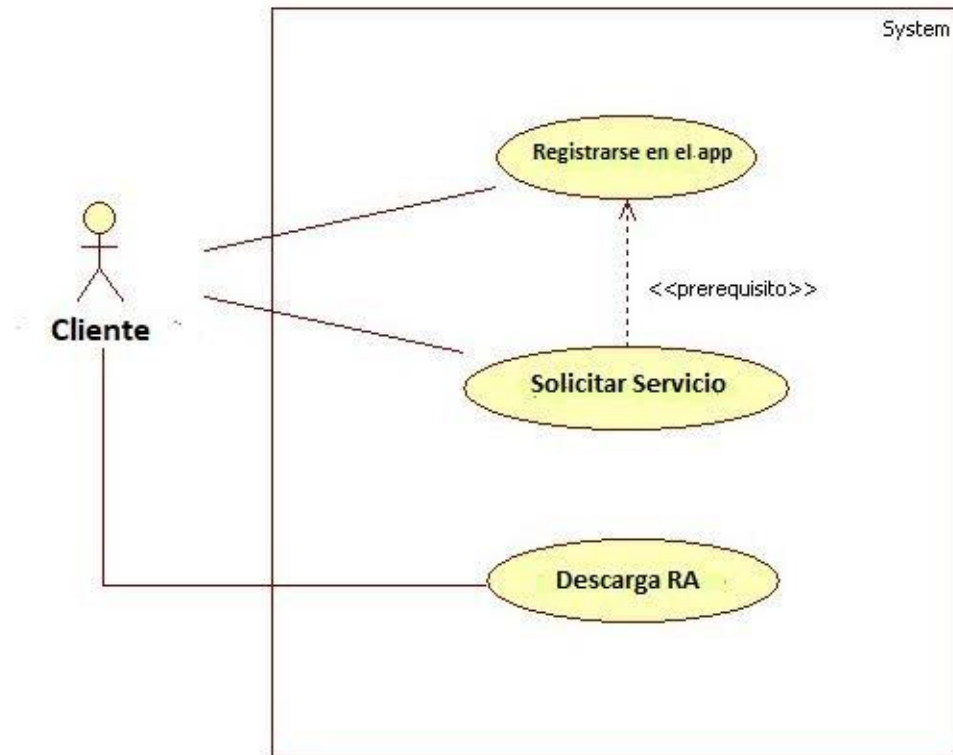 System
Registrarse en el app
<<prerequisito>>
Cliente
Solicitar Servicio
Descarga RA